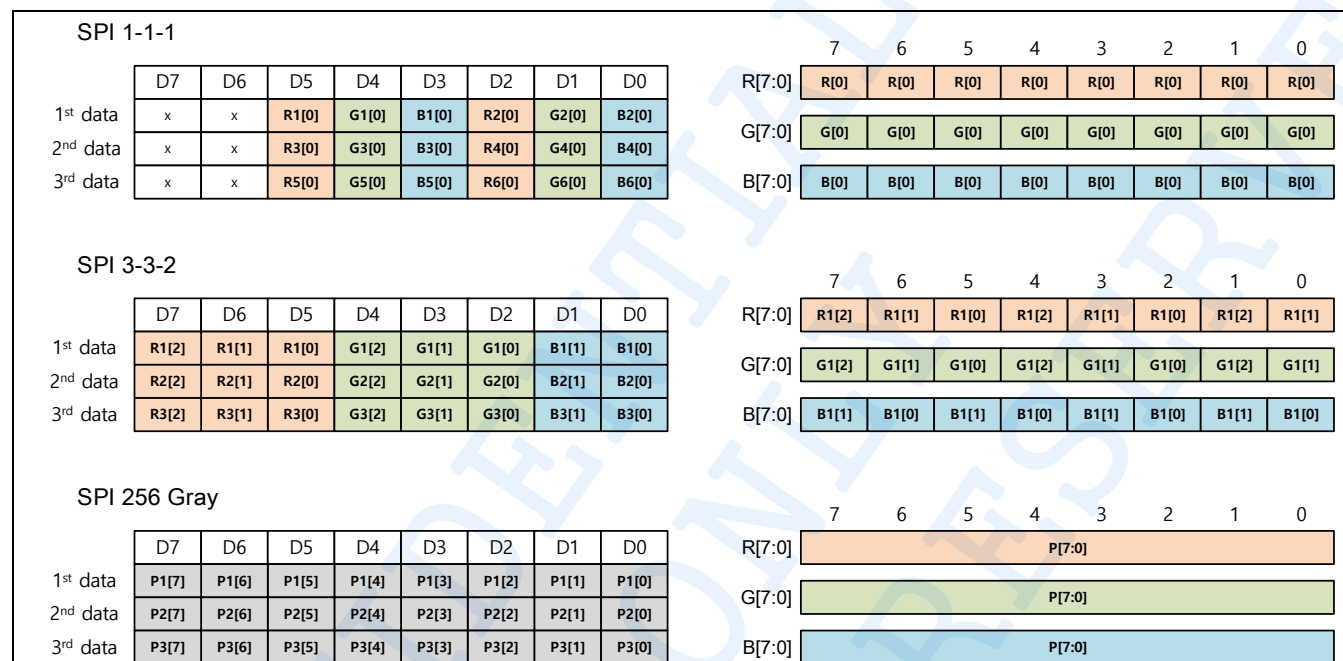 SPI 1-1-1
7 6 5 4 3 2 1 0
D7 D6 D5 D4 D3 D2 D1 D0
R[7:0] R[0] R[0] R[0] R[0] R[0] R[0] R[0] R[0]
1st data x x R1[0] G1[0] B1[0] R2[0] G2[0] B2[0]
G[7:0] G[0] G[0] G[0] G[0] G[0] G[0] G[0] G[0]
2nd data x x R3[0] G3[0] B3[0] R4[0] G4[0] B4[0]
3rd data x x R5[0] G5[0] B5[0] R6[0] G6[0] B6[0]
B[7:0] B[0] B[0] B[0] B[0] B[0] B[0] B[0] B[0]
SPI 3-3-2
7 6 5 4 3 2 1 0
D7 D6 D5 D4 D3 D2 D1 D0
R[7:0] R1[2] R1[1] R1[0] R1[2] R1[1] R1[0] R1[2] R1[1]
1st data R1[2] R1[1] R1[0] G1[2] G1[1] G1[0] B1[1] B1[0]
G[7:0] G1[2] G1[1] G1[0] G1[2] G1[1] G1[0] G1[2] G1[1]
2nd data R2[2] R2[1] R2[0] G2[2] G2[1] G2[0] B2[1] B2[0]
3rd data R3[2] R3[1] R3[0] G3[2] G3[1] G3[0] B3[1] B3[0]
B[7:0] B1[1] B1[0] B1[1] B1[0] B1[1] B1[0] B1[1] B1[0]
SPI 256 Gray
7 6 5 4 3 2 1 0
D7 D6 D5 D4 D3 D2 D1 D0
R[7:0] P[7:0]
1st data P1[7] P1[6] P1[5] P1[4] P1[3] P1[2] P1[1] P1[0]
G[7:0] P[7:0]
2nd data P2[7] P2[6] P2[5] P2[4] P2[3] P2[2] P2[1] P2[0]
3rd data P3[7] P3[6] P3[5] P3[4] P3[3] P3[2] P3[1] P3[0]
B[7:0] P[7:0]